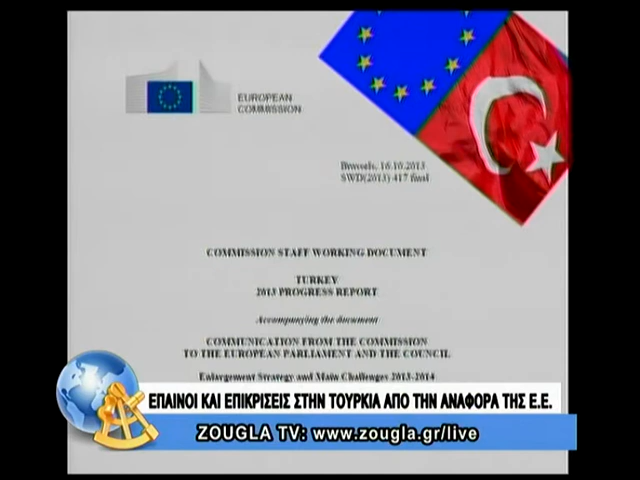 EUROPEAN
COMMISSION
Brussels, 16.10.2013
SWD(2013) 417 final
COMMISSION STAFF WORKING DOCUMENT
TURKEY
2013 PROGRESS REPORT
Accompanying the document
COMMUNICATION FROM THE COMMISSION
TO THE EUROPEAN PARLIAMENT AND THE COUNCIL
Enlargement Strategy and Main Challenges 2013-2014
ΕΠΑΙΝΟΙ ΚΑΙ ΕΠΙΚΡΙΣΕΙΣ ΣΤΗΝ ΤΟΥΡΚΙΑ ΑΠΟ ΤΗΝ ΑΝΑΦΟΡΑ ΤΗΣ Ε.Ε.
ZOUGLA TV: www.zougla.gr/live